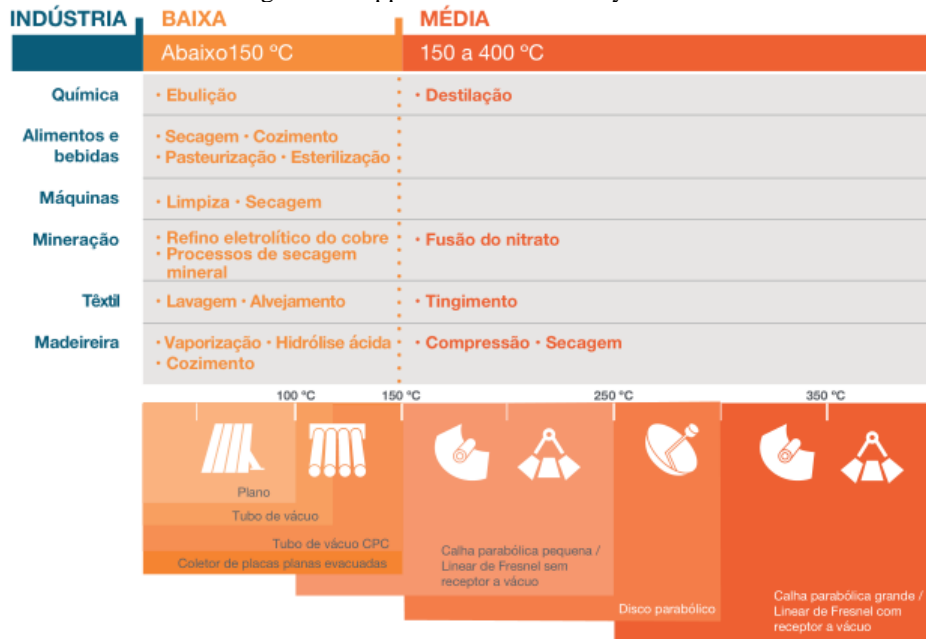 INDÚSTRIA BAIXA MÉDIA
Abaixo150 ºC 150 a 400 ºC
Química · Ebulição · Destilação
Alimentos e bebidas · Secagem · Cozimento
· Pasteurização · Esterilização
Máquinas · Limpiza · Secagem
Mineração · Refino eletrolítico do cobre · Fusão do nitrato
· Processos de secagem
mineral
Têxtil · Lavagem · Alvejamento · Tingimento
Madeireira · Vaporização · Hidrólise ácida · Compressão · Secagem
· Cozimento
100 ºC 150 ºC 250 ºC 350 ºC
Plano
Tubo de vácuo
Tubo de vácuo CPC
Coletor de placas planas evacuadas
Calha parabólica pequena /
Linear de Fresnel sem
receptor a vácuo
Disco parabólico
Calha parabólica grande /
Linear de Fresnel com
receptor a vácuo